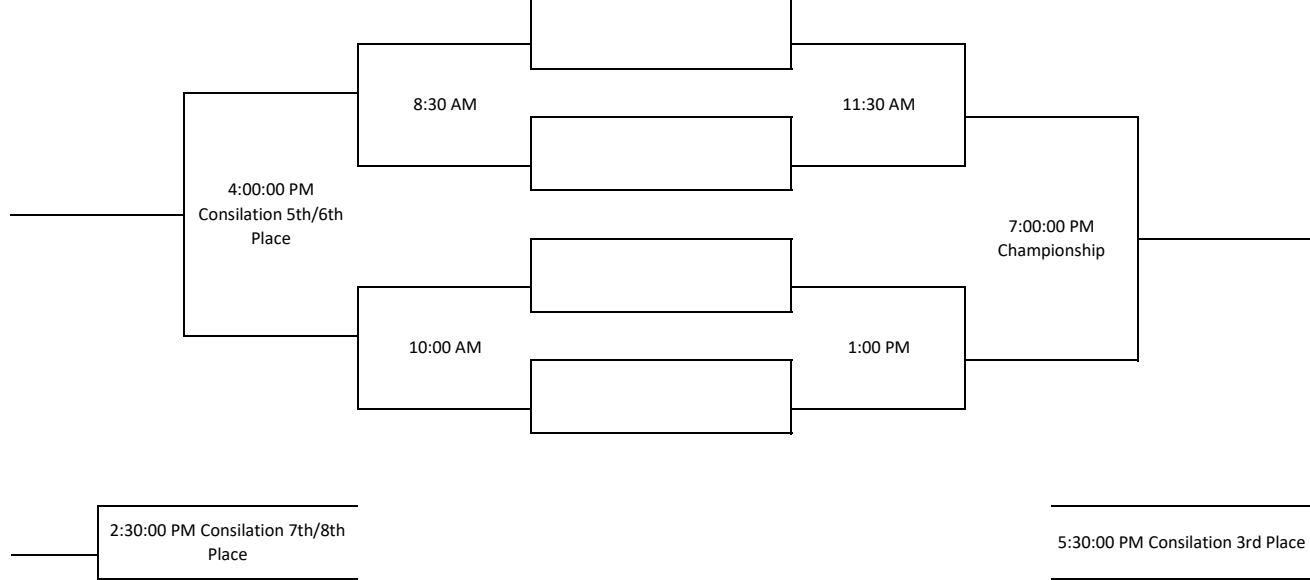 8:30 AM
11:30 AM
4:00:00 PM
Consilation 5th/6th
Place
7:00:00 PM
Championship
10:00 AM
1:00 PM
2:30:00 PM Consilation 7th/8th
Place
5:30:00 PM Consilation 3rd Place